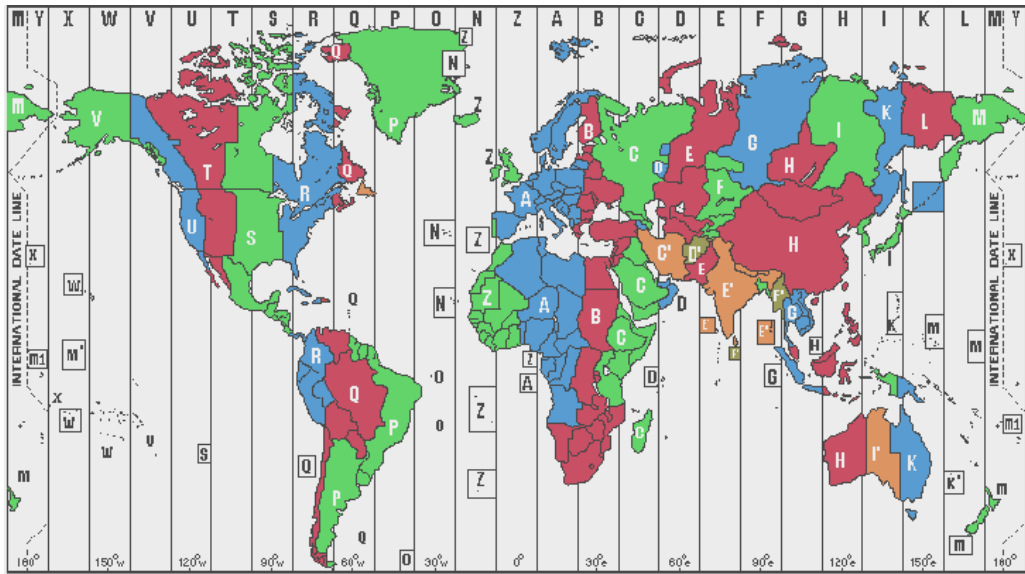 M Y X W V U T S R Q P O N Z A B C D E F G H I K L M Y
Q Z
N
m V Z
P
B K L M
T Q C I
Z D E G
H
R A F
U S N Z H
C' D' E E' I X
X W Q N Z A B C D F' G K M
INTERNATIONAL DATE LINE
INTERNATIONAL DATE LINE
E' E" H
M' R C L
M1 Z F'
Q O A D G
X
W P Z M1
W V O C
S Q H I' K
M P Z K' M
Q
O M
160° 150°W 120°W 90°W 60°W 30°W 0° 30°E 60°E 90°E 120°E 150°E 160°